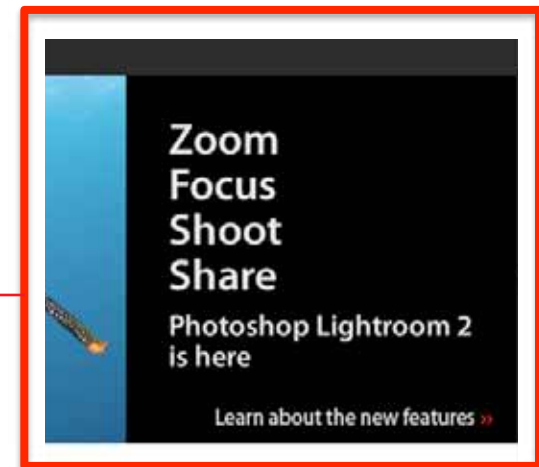 Zoom
Focus
Shoot
Share
Photoshop Lightroom 2
is here
Learn about the new features »